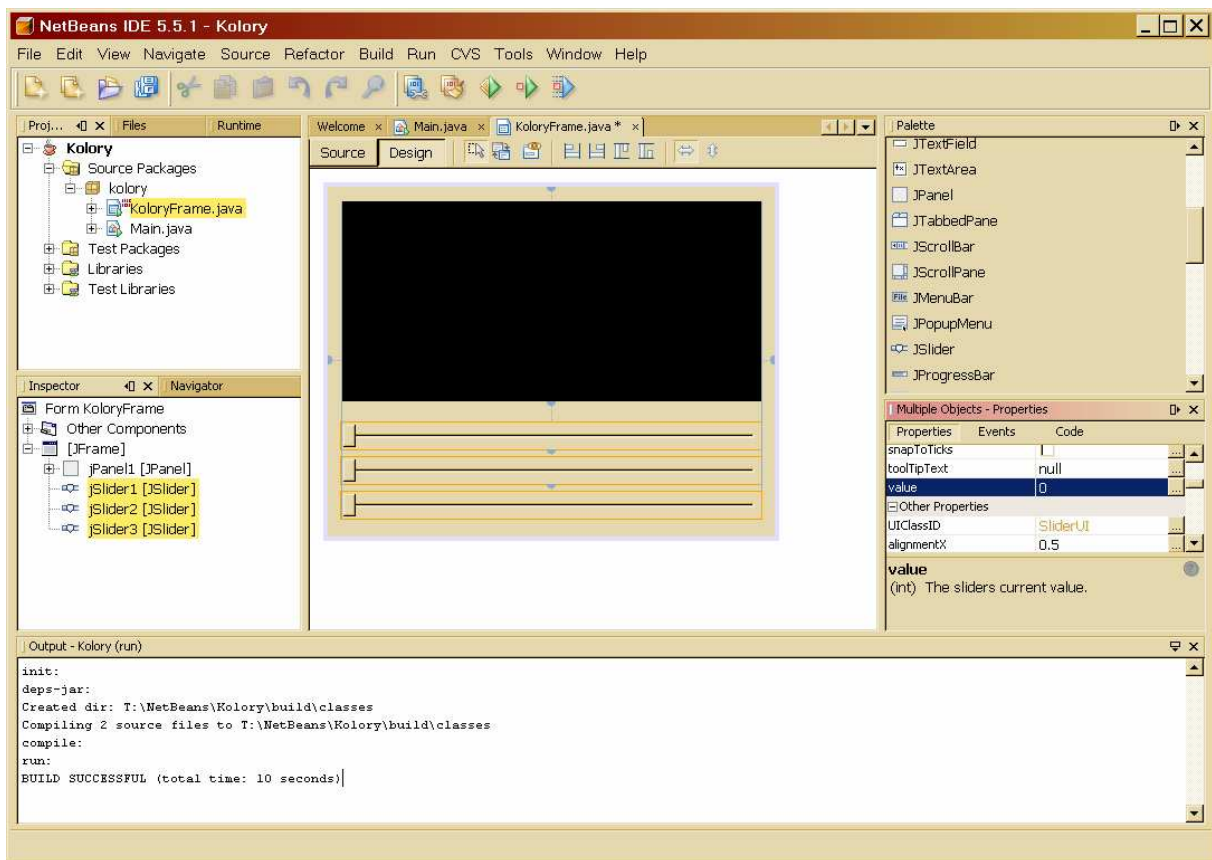 NetBeans IDE 5.5.1 - Kolory
File Edit View Navigate Source Refactor Build Run CVS Tools Window Help
Proj... Files Runtime
Kolory
Source Packages
kolory
KoloryFrame.java
Main.java
Test Packages
Libraries
Test Libraries
Inspector Navigator
Form KoloryFrame
Other Components
[JFrame]
jPanel1 [JPanel]
jSlider1 [JSlider]
jSlider2 [JSlider]
jSlider3 [JSlider]
Welcome Main.java KoloryFrame.java *
Source Design
Palette
JTextField
JTextArea
JPanel
JTabbedPane
JScrollBar
JScrollPane
JMenuBar
JPopupMenu
JSlider
JProgressBar
Multiple Objects - Properties
Properties Events Code
snapToTicks ...
toolTipText null ...
value 0 ...
Other Properties
UIClassID SliderUI ...
alignmentX 0.5 ...
value
(int) The sliders current value.
Output - Kolory (run)
init:
deps-jar:
Created dir: T:\NetBeans\Kolory\build\classes
Compiling 2 source files to T:\NetBeans\Kolory\build\classes
compile:
run:
BUILD SUCCESSFUL (total time: 10 seconds)